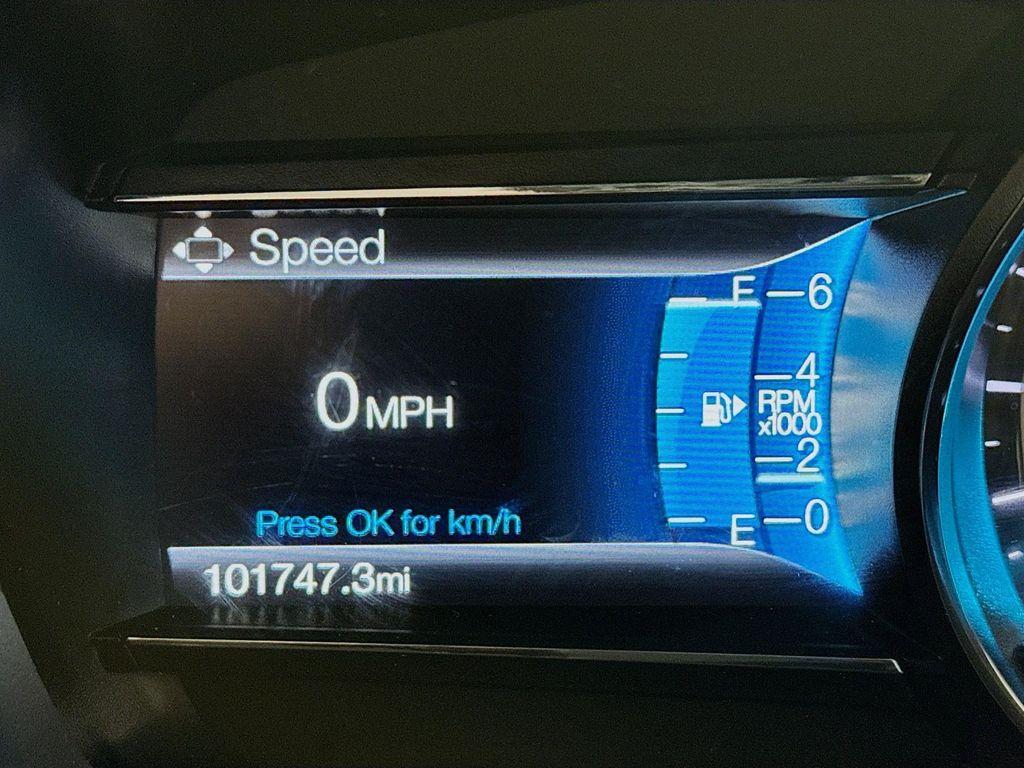 Speed
F
6
4
RPM
x1000
0 MPH
2
Press OK for km/h
E
0
101747.3mi